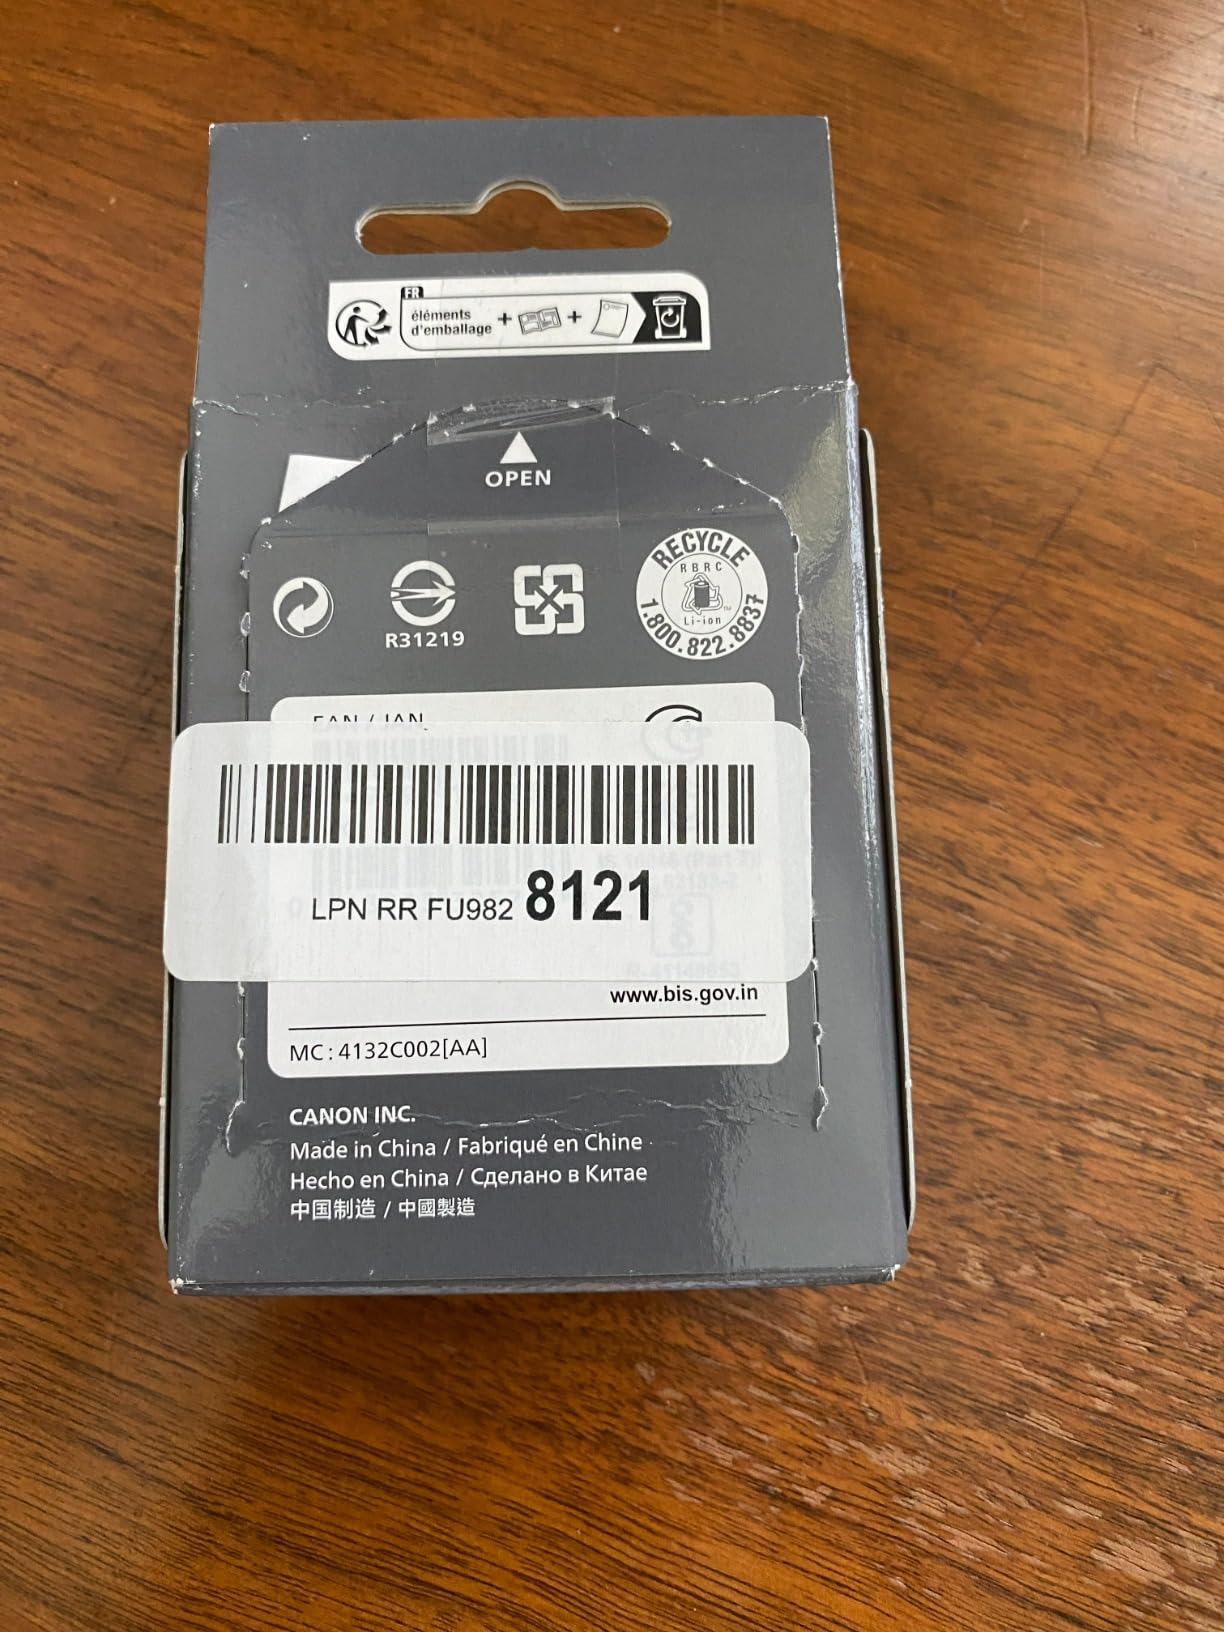 FR
éléments
d'emballage
OPEN
R31219
RECYCLE
RBRC
Li-ion
1.800.822.8837
EAN / JAN
LPN RR FU982 8121
www.bis.gov.in
MC: 4132C002[AA]
CANON INC.
Made in China / Fabriqué en Chine
Hecho en China / Сделано в Китае
中国制造 / 中國製造